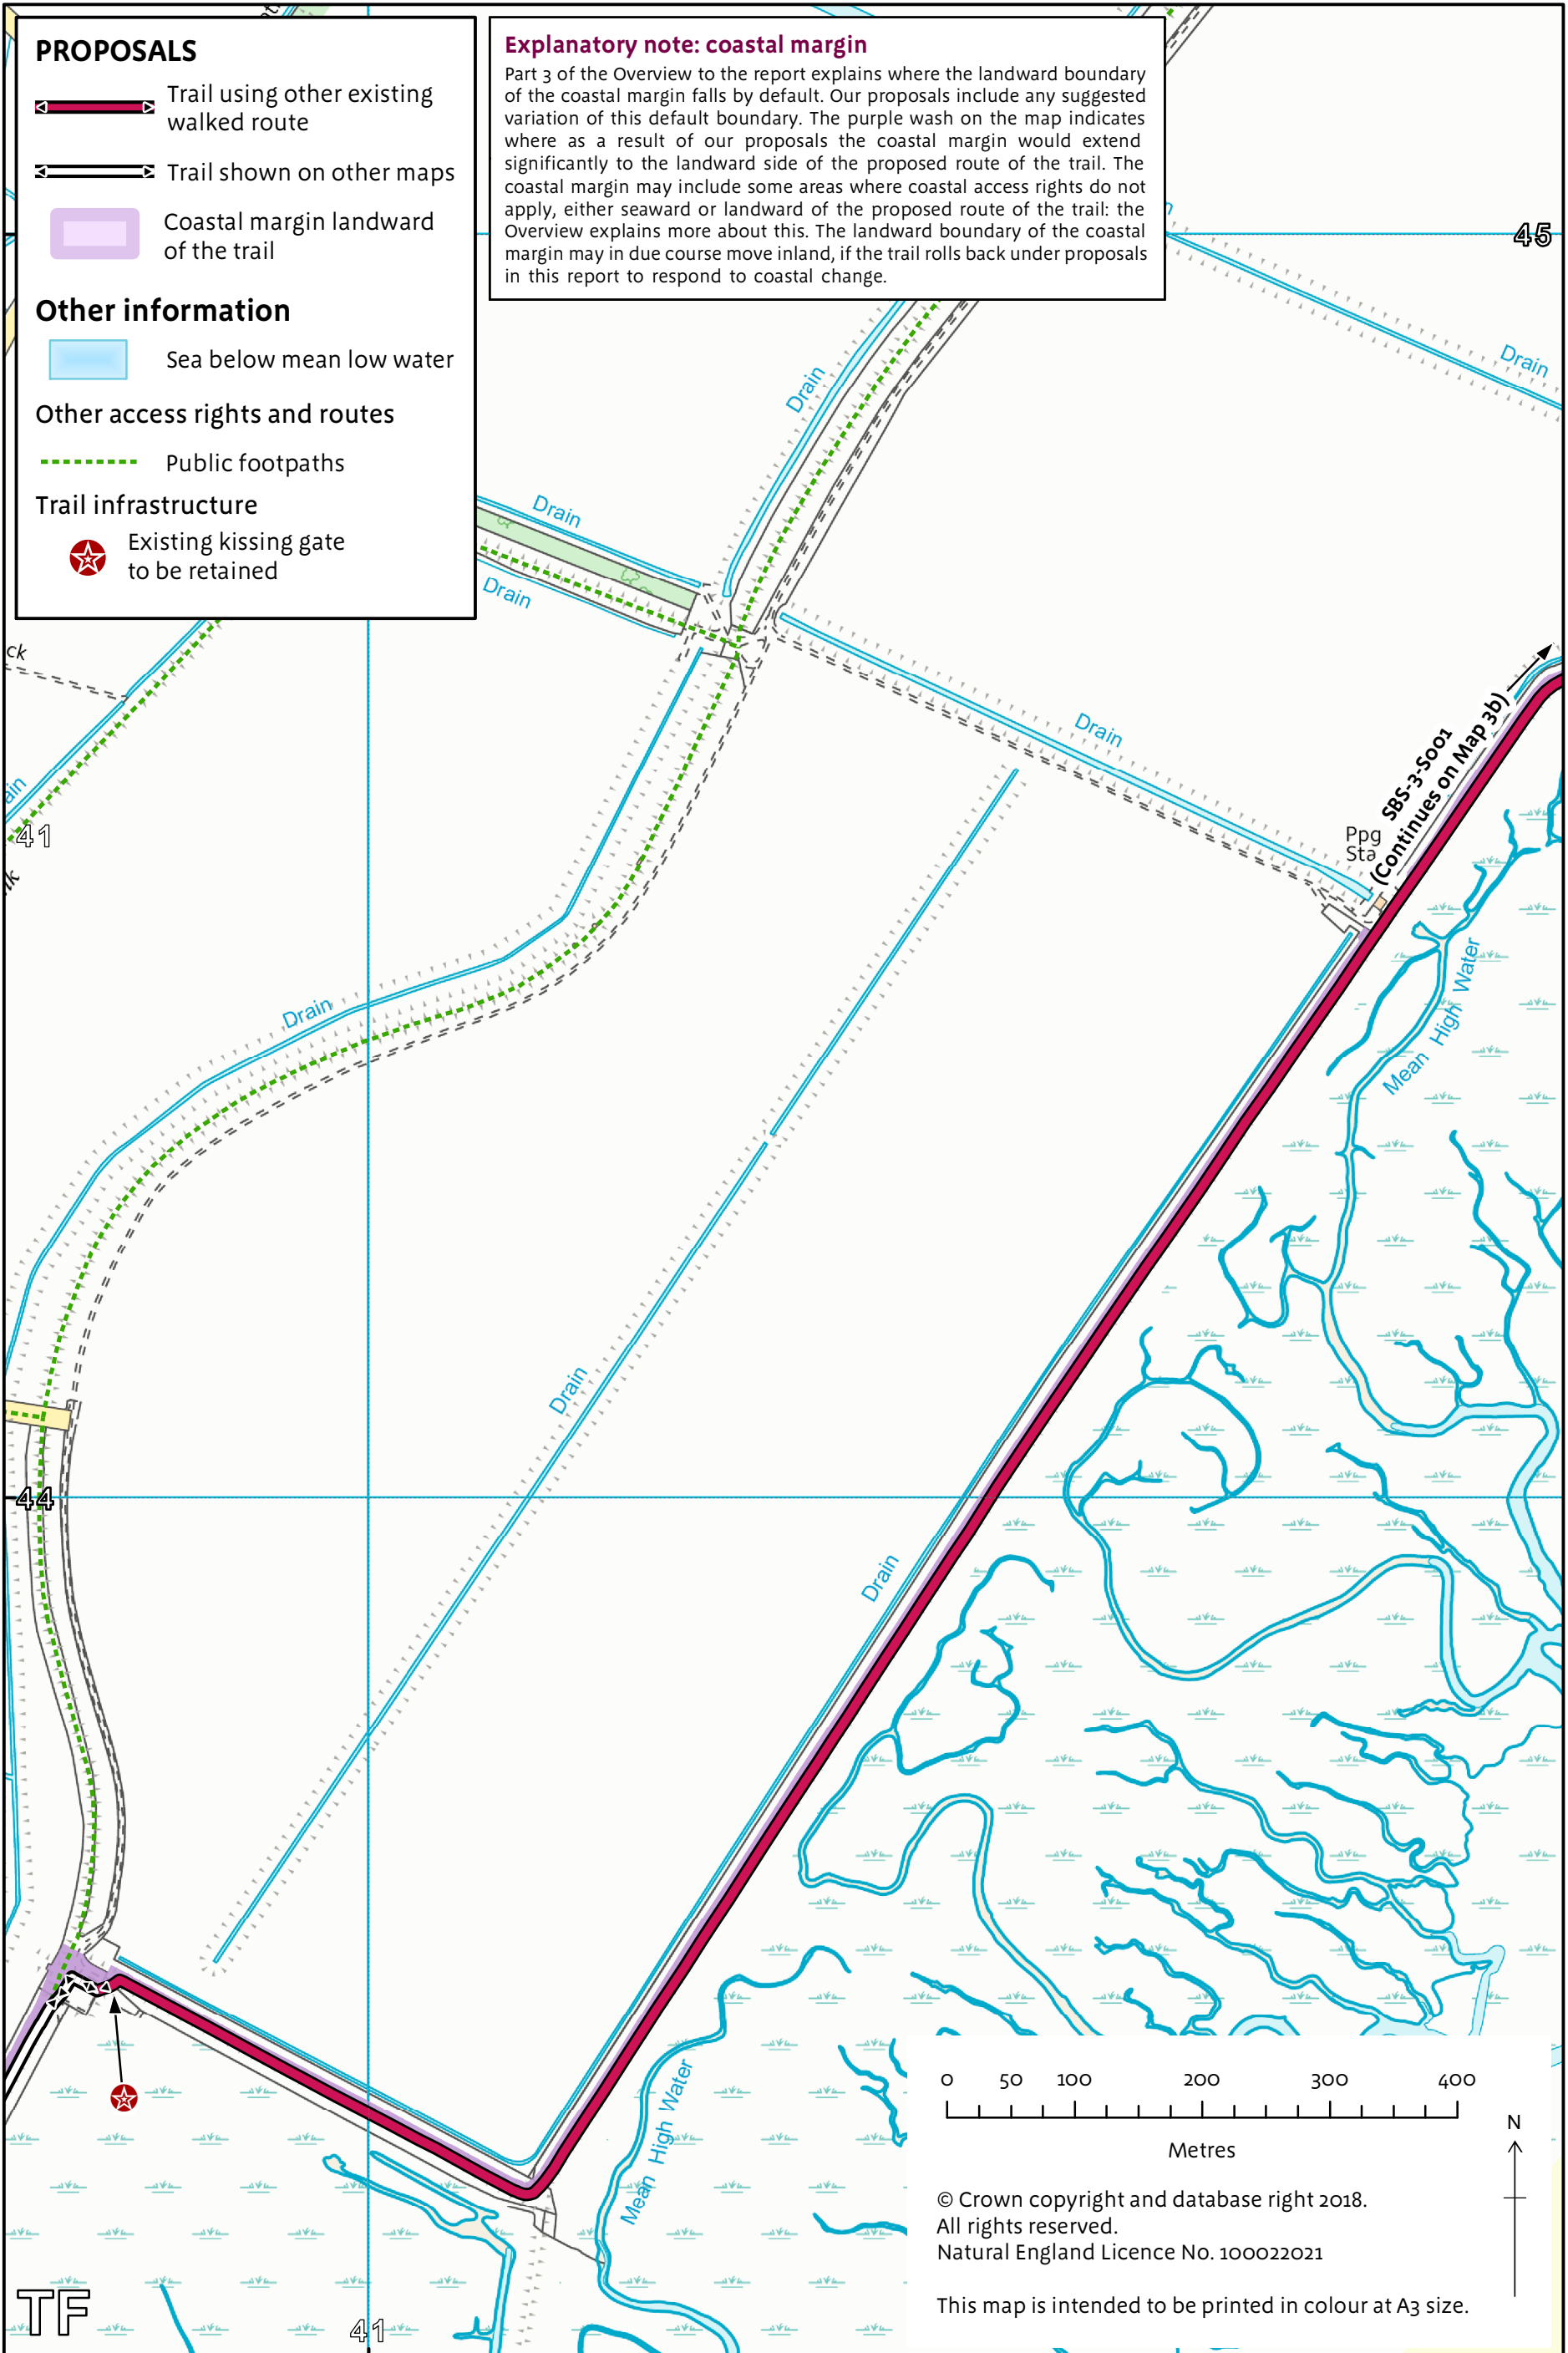 PROPOSALS
Trail using other existing
walked route
Trail shown on other maps
Coastal margin landward
of the trail
Other information
Sea below mean low water
Other access rights and routes
Public footpaths
Trail infrastructure
Existing kissing gate
to be retained
Explanatory note: coastal margin
Part 3 of the Overview to the report explains where the landward boundary
of the coastal margin falls by default. Our proposals include any suggested
variation of this default boundary. The purple wash on the map indicates
where as a result of our proposals the coastal margin would extend
significantly to the landward side of the proposed route of the trail. The
coastal margin may include some areas where coastal access rights do not
apply, either seaward or landward of the proposed route of the trail: the
Overview explains more about this. The landward boundary of the coastal
margin may in due course move inland, if the trail rolls back under proposals
in this report to respond to coastal change.
45
Drain
Drain
Drain
Drain
ck
Drain
SBS-3-S001
(Continues on Map 3b)
ain
41
Ppg
Sta
Mean High Water
Drain
Drain
44
Drain
Mean High Water
0 50 100 200 300 400
Metres
N
© Crown copyright and database right 2018.
All rights reserved.
Natural England Licence No. 100022021
This map is intended to be printed in colour at A3 size.
TF
41